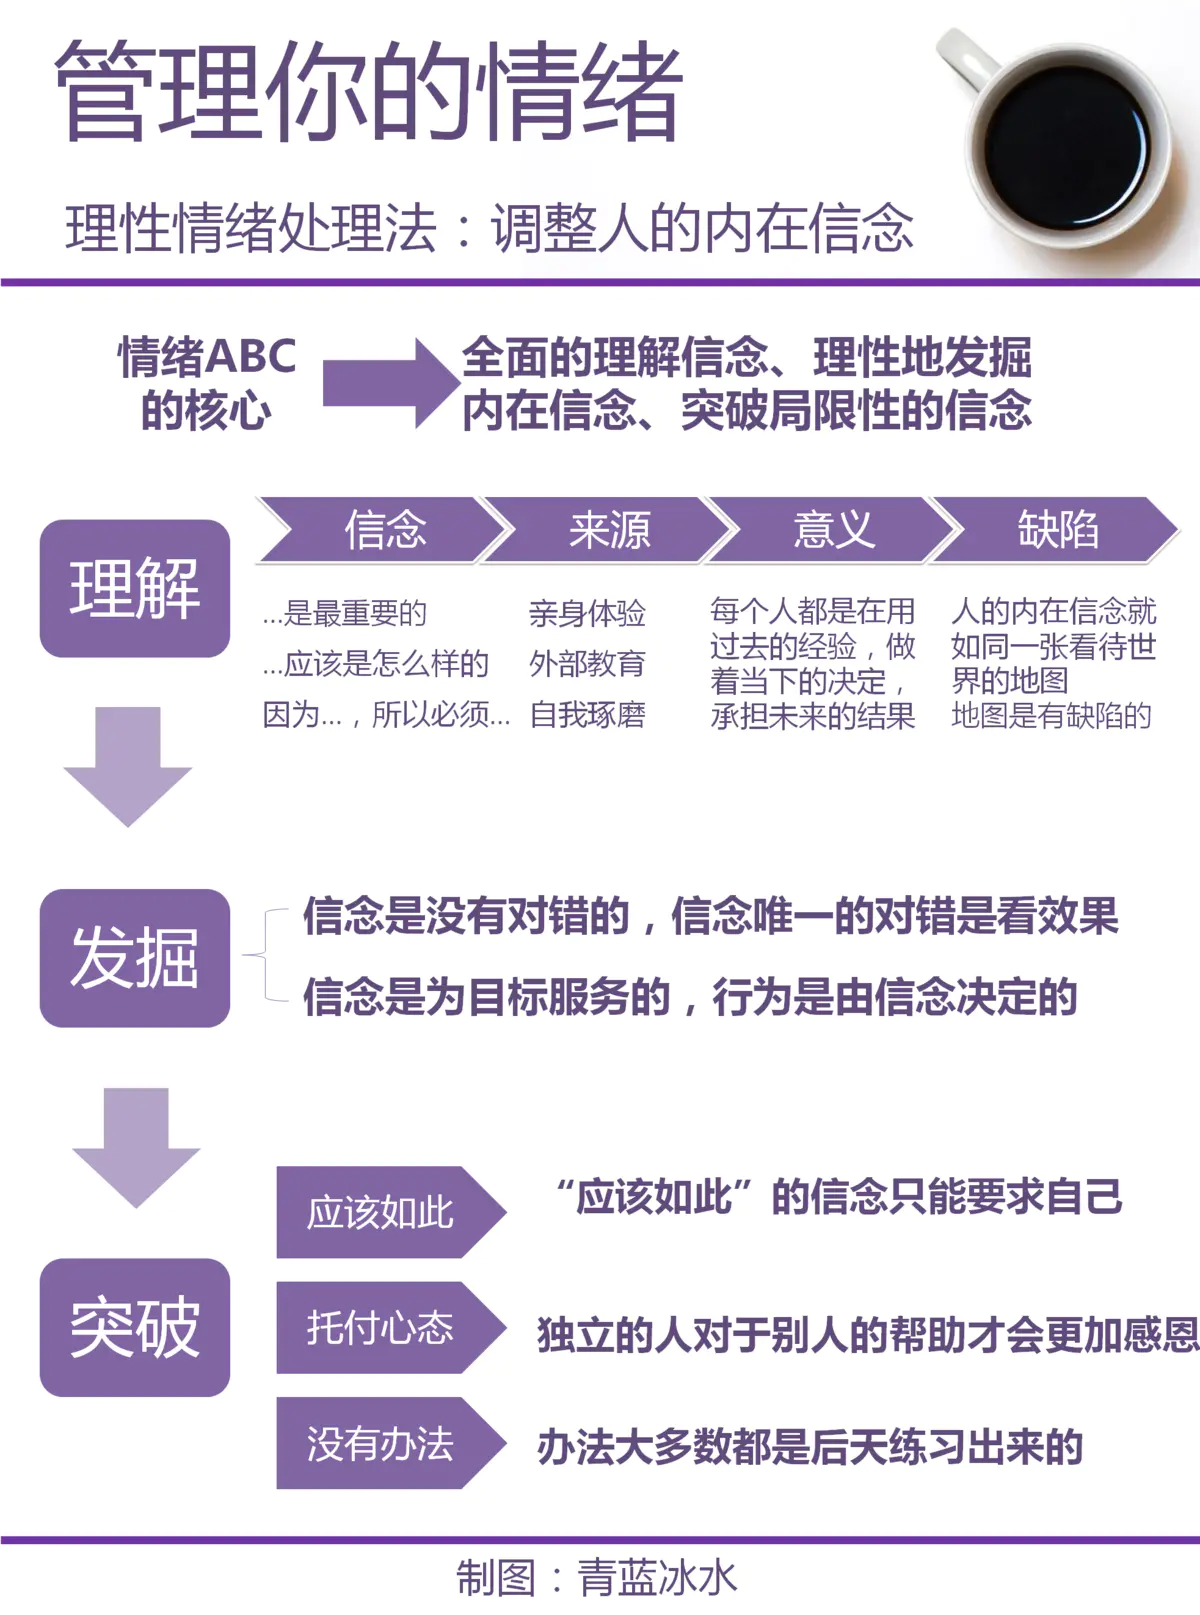 管理你的情绪
理性情绪处理法：调整人的内在信念
情绪ABC
的核心
全面的理解信念、理性地发掘
内在信念、突破局限性的信念
理解
信念
来源
意义
缺陷
...是最重要的
...应该是怎么样的
因为...，所以必须...
亲身体验
外部教育
自我琢磨
每个人都是在用
过去的经验，做
着当下的决定，
承担未来的结果
人的内在信念就
如同一张看待世
界的地图
地图是有缺陷的
发掘
信念是没有对错的，信念唯一的对错是看效果
信念是为目标服务的，行为是由信念决定的
突破
应该如此
“应该如此”的信念只能要求自己
托付心态
独立的人对于别人的帮助才会更加感恩
没有办法
办法大多数都是后天练习出来的
制图：青蓝冰水